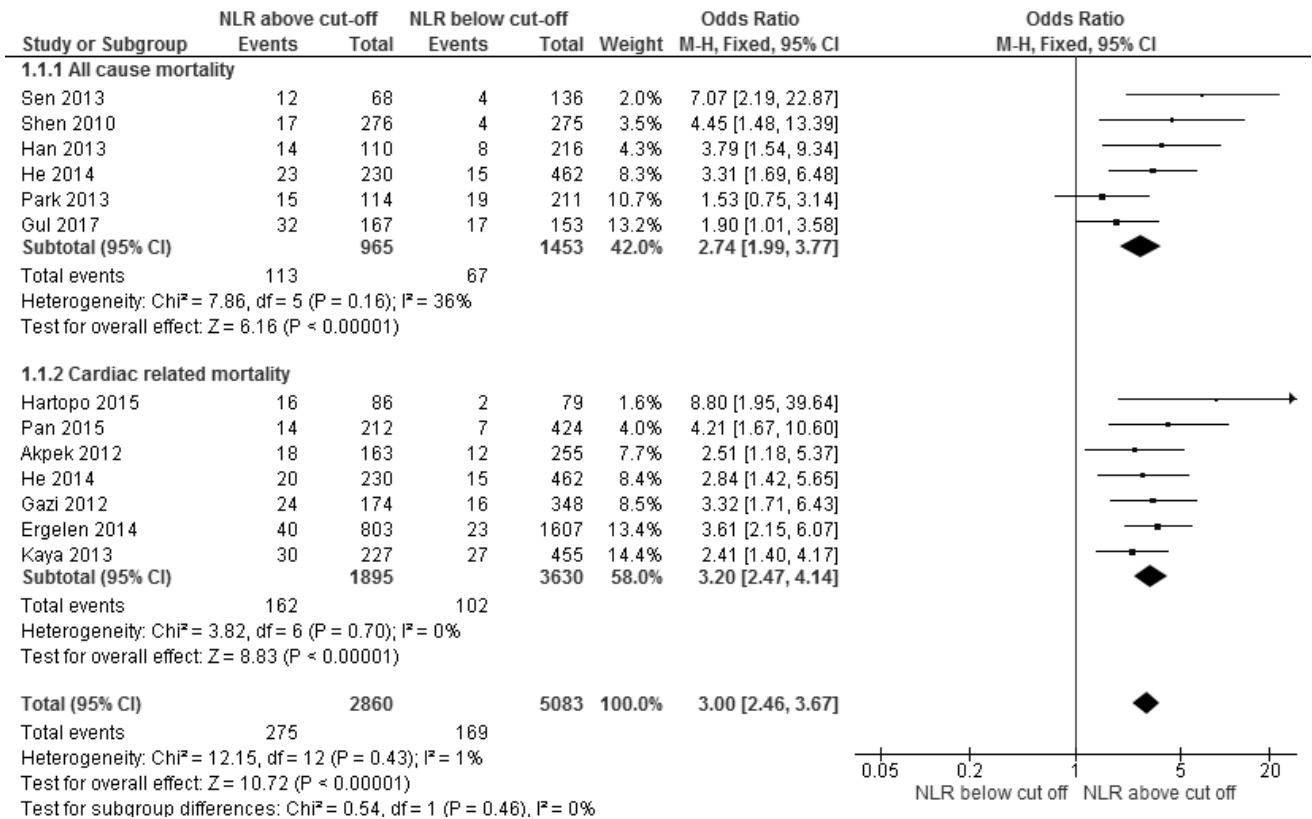 NLR above cut-off NLR below cut-off Odds Ratio Odds Ratio
Study or Subgroup Events Total Events Total Weight M-H, Fixed, 95% CI M-H, Fixed, 95% CI
1.1.1 All cause mortality
Sen 2013 12 68 4 136 2.0% 7.07 [2.19, 22.87]
Shen 2010 17 276 4 275 3.5% 4.45 [1.48, 13.39]
Han 2013 14 110 8 216 4.3% 3.79 [1.54, 9.34]
He 2014 23 230 15 462 8.3% 3.31 [1.69, 6.48]
Park 2013 15 114 19 211 10.7% 1.53 [0.75, 3.14]
Gul 2017 32 167 17 153 13.2% 1.90 [1.01, 3.58]
Subtotal (95% CI) 965 1453 42.0% 2.74 [1.99, 3.77]
Total events 113 67
Heterogeneity: Chi² = 7.86, df = 5 (P = 0.16); I² = 36%
Test for overall effect: Z = 6.16 (P < 0.00001)
1.1.2 Cardiac related mortality
Hartopo 2015 16 86 2 79 1.6% 8.80 [1.95, 39.64]
Pan 2015 14 212 7 424 4.0% 4.21 [1.67, 10.60]
Akpek 2012 18 163 12 255 7.7% 2.51 [1.18, 5.37]
He 2014 20 230 15 462 8.4% 2.84 [1.42, 5.65]
Gazi 2012 24 174 16 348 8.5% 3.32 [1.71, 6.43]
Ergelen 2014 40 803 23 1607 13.4% 3.61 [2.15, 6.07]
Kaya 2013 30 227 27 455 14.4% 2.41 [1.40, 4.17]
Subtotal (95% CI) 1895 3630 58.0% 3.20 [2.47, 4.14]
Total events 162 102
Heterogeneity: Chi² = 3.82, df = 6 (P = 0.70); I² = 0%
Test for overall effect: Z = 8.83 (P < 0.00001)
Total (95% CI) 2860 5083 100.0% 3.00 [2.46, 3.67]
Total events 275 169
Heterogeneity: Chi² = 12.15, df = 12 (P = 0.43); I² = 1%
Test for overall effect: Z = 10.72 (P < 0.00001)
Test for subgroup differences: Chi² = 0.54, df = 1 (P = 0.46), I² = 0%
0.05 0.2 1 5 20
NLR below cut off NLR above cut off